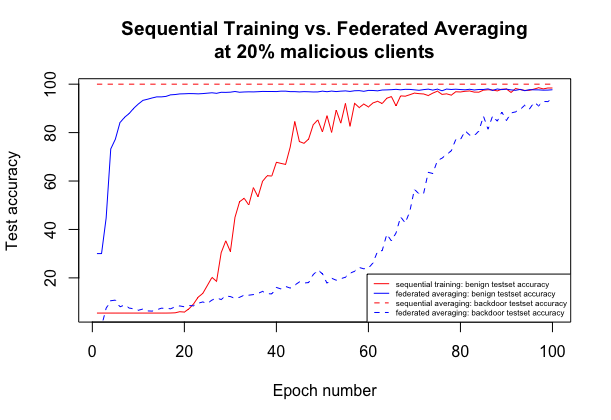 Sequential Training vs. Federated Averaging
at 20% malicious clients
Test accuracy
100
80
60
40
20
sequential training: benign testset accuracy
federated averaging: benign testset accuracy
sequential averaging: backdoor testset accuracy
federated averaging: backdoor testset accuracy
0 20 40 60 80 100
Epoch number